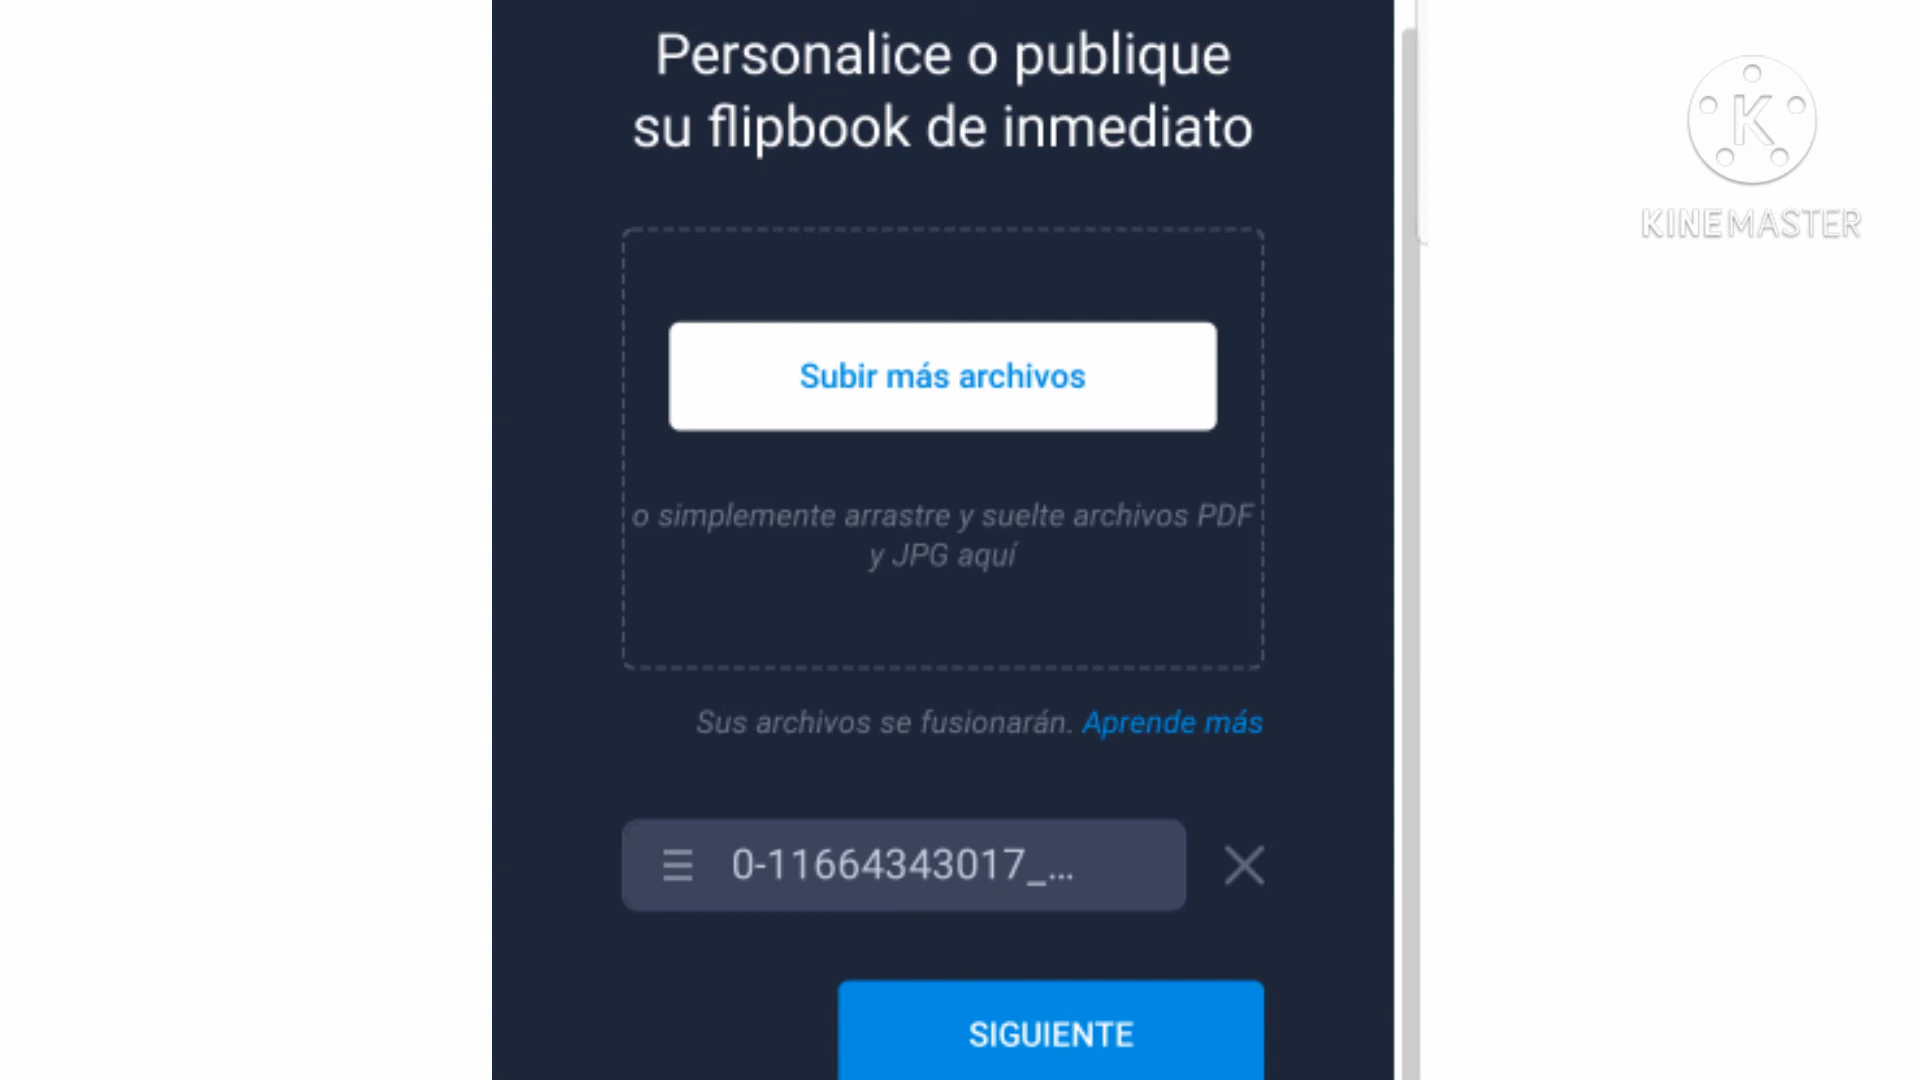 Personalice o publique
su flipbook de inmediato
K
KINEMASTER
Subir más archivos
o simplemente arrastre y suelte archivos PDF
y JPG aquí
Sus archivos se fusionarán. Aprende más
0-11664343017_...
SIGUIENTE